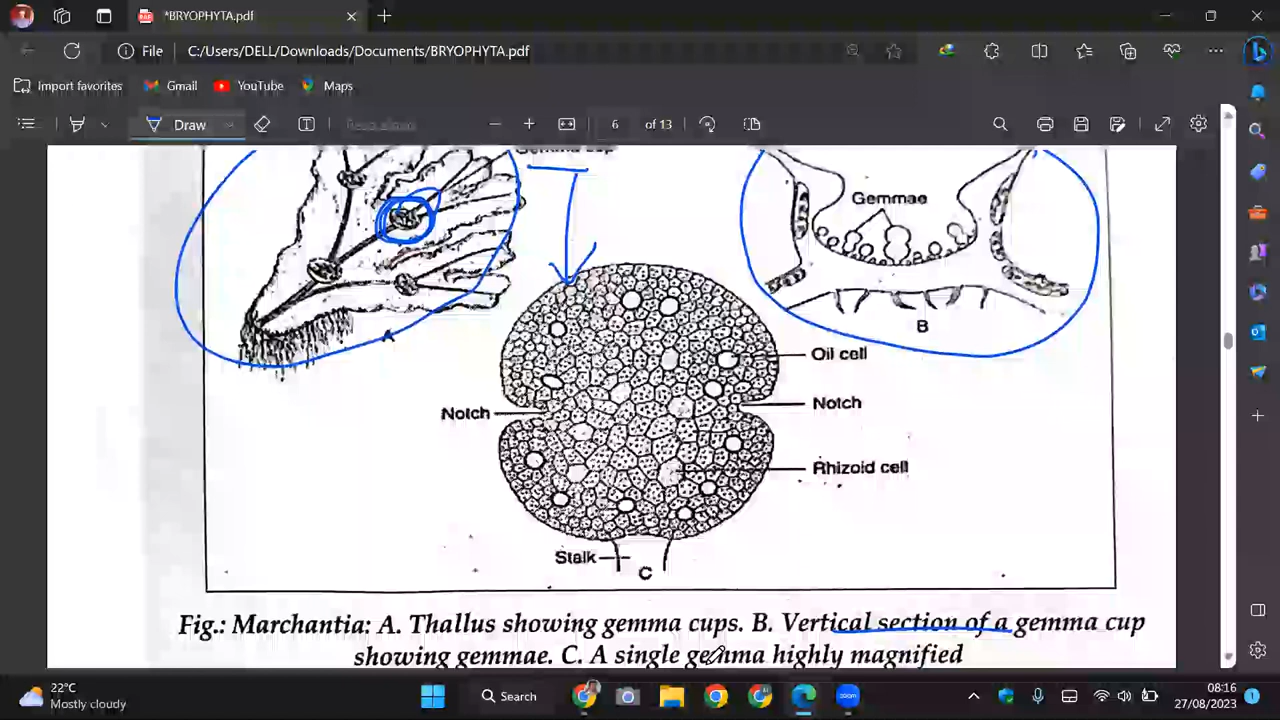 *BRYOPHYTA.pdf
File C:/Users/DELL/Downloads/Documents/BRYOPHYTA.pdf
Import favorites Gmail YouTube Maps
Draw 6 of 13
Gemmae
A
B
Oil cell
Notch
Notch
Rhizoid cell
Stalk
C
Fig.: Marchantia: A. Thallus showing gemma cups. B. Vertical section of a gemma cup
showing gemmae. C. A single gemma highly magnified
22°C
Mostly cloudy
Search
zoom
08:16
27/08/2023
1